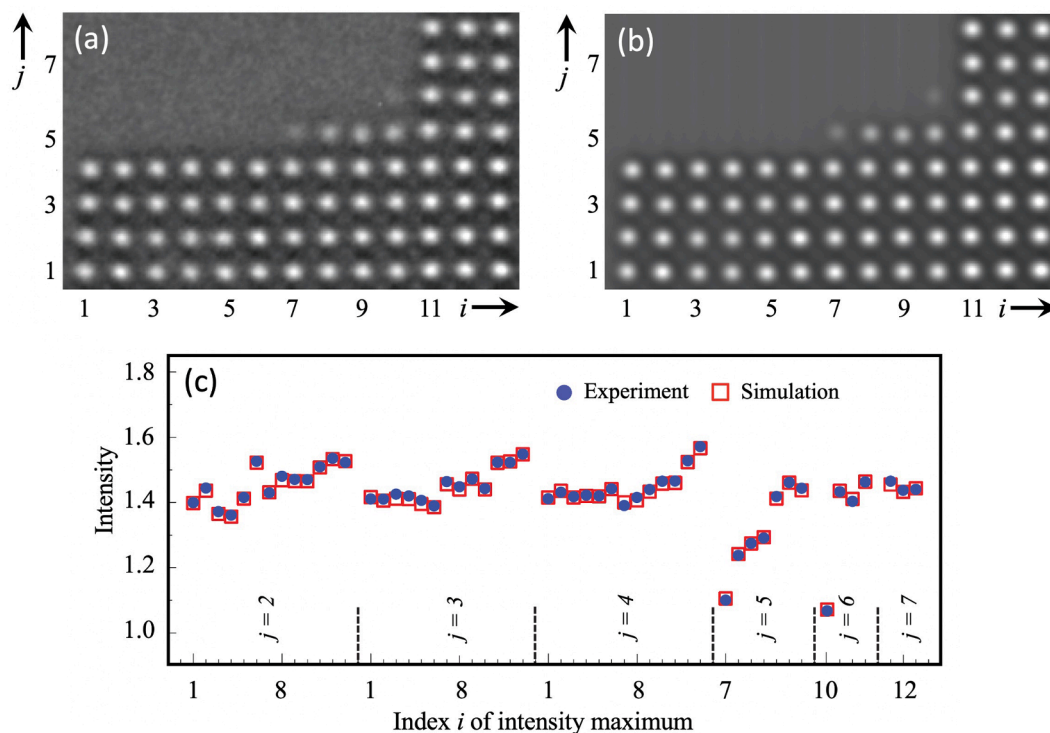 (a)
j
7
5
3
1
1 3 5 7 9 11 i
(b)
j
7
5
3
1
1 3 5 7 9 11 i
(c)
Experiment Simulation
Intensity
1.8
1.6
1.4
1.2
1.0
j = 2 j = 3 j = 4 j = 5 j = 6 j = 7
1 8 1 8 1 8 7 10 12
Index i of intensity maximum